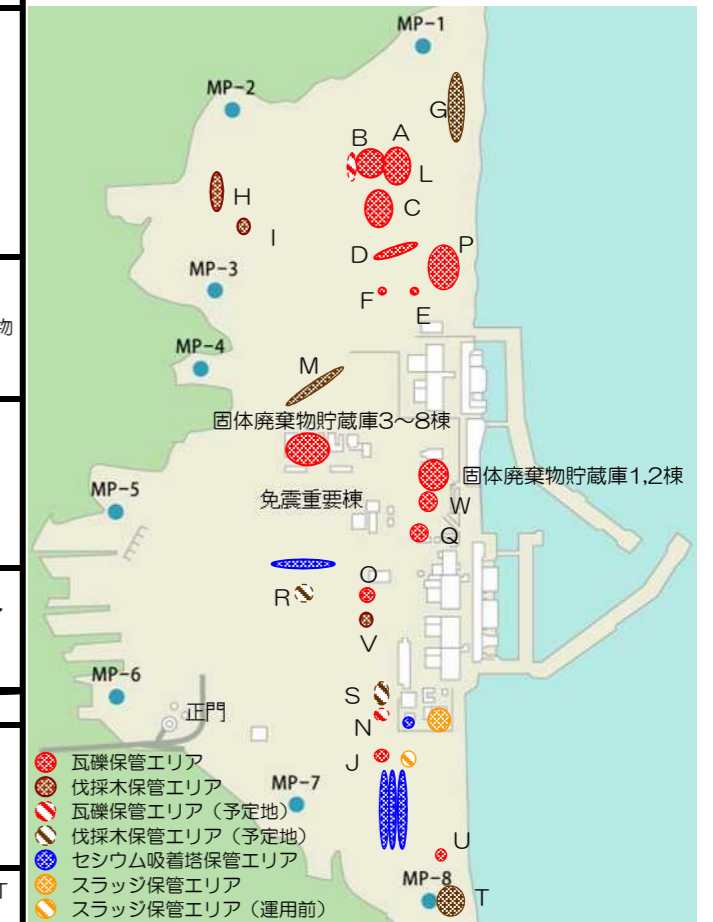 MP-1
MP-2
G
B
A
L
H
C
I
D
P
MP-3
F
E
物
MP-4
M
固体廃棄物貯蔵庫3～8棟
固体廃棄物貯蔵庫1,2棟
MP-5
免震重要棟
W
Q
O
R
V
MP-6
S
正門
N
J
瓦礫保管エリア
伐採木保管エリア
MP-7
瓦礫保管エリア（予定地）
伐採木保管エリア（予定地）
U
セシウム吸着塔保管エリア
MP-8
スラッジ保管エリア
T
スラッジ保管エリア（運用前）